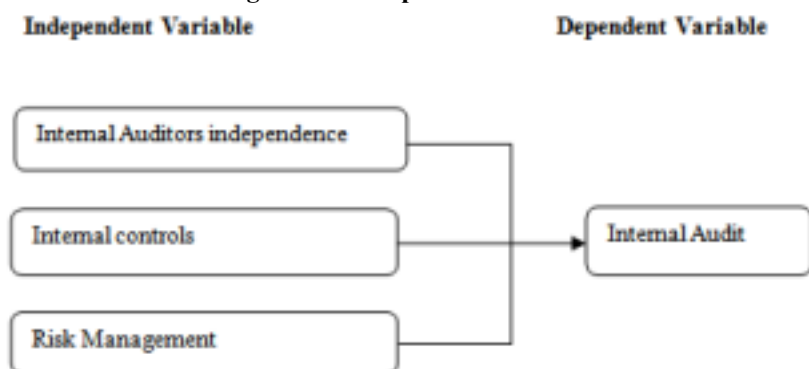 Independent Variable
Dependent Variable
Internal Auditors independence
Internal controls
Internal Audit
Risk Management